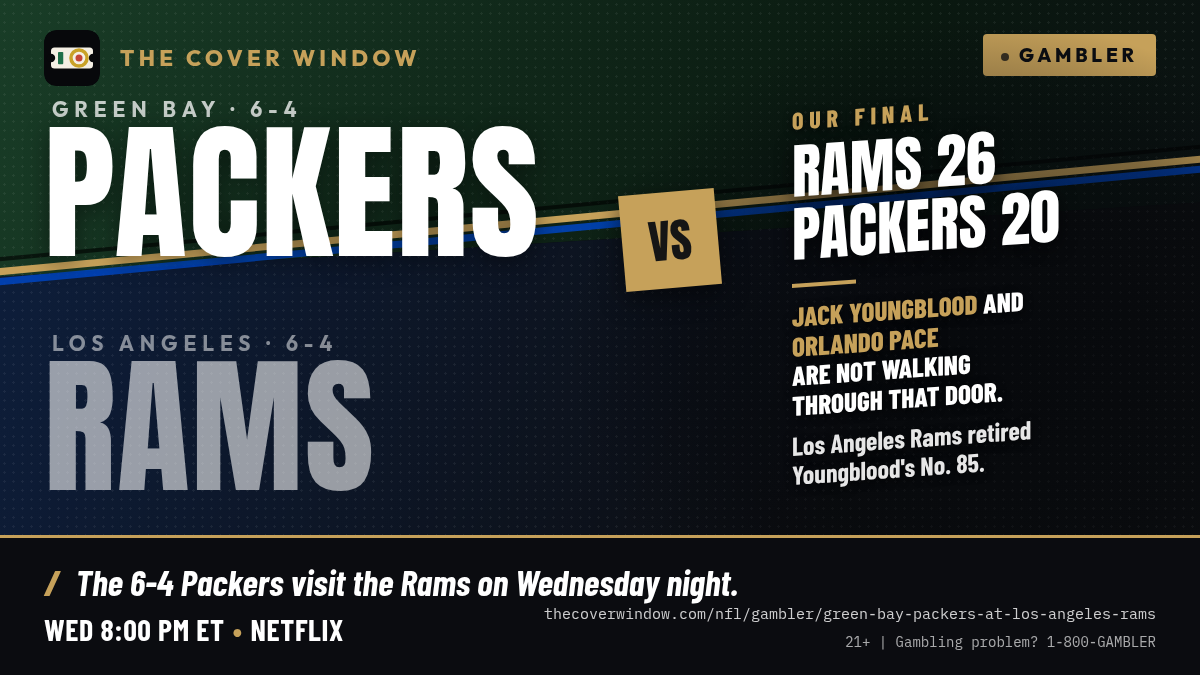 THE COVER WINDOW
• GAMBLER
GREEN BAY · 6-4
PACKERS
VS
LOS ANGELES · 6-4
RAMS
OUR FINAL
RAMS 26
PACKERS 20
JACK YOUNGBLOOD AND
ORLANDO PACE
ARE NOT WALKING
THROUGH THAT DOOR.
Los Angeles Rams retired
Youngblood's No. 85.
/ The 6-4 Packers visit the Rams on Wednesday night.
WED 8:00 PM ET • NETFLIX
thecoverwindow.com/nfl/gambler/green-bay-packers-at-los-angeles-rams
21+ | Gambling problem? 1-800-GAMBLER